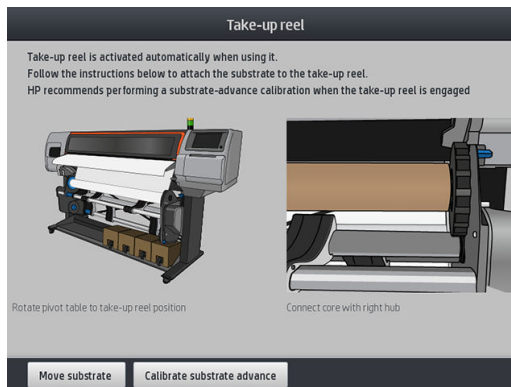 Take-up reel
Take-up reel is activated automatically when using it.
Follow the instructions below to attach the substrate to the take-up reel.
HP recommends performing a substrate-advance calibration when the take-up reel is engaged
Rotate pivot table to take-up reel position
Connect core with right hub
Move substrate
Calibrate substrate advance